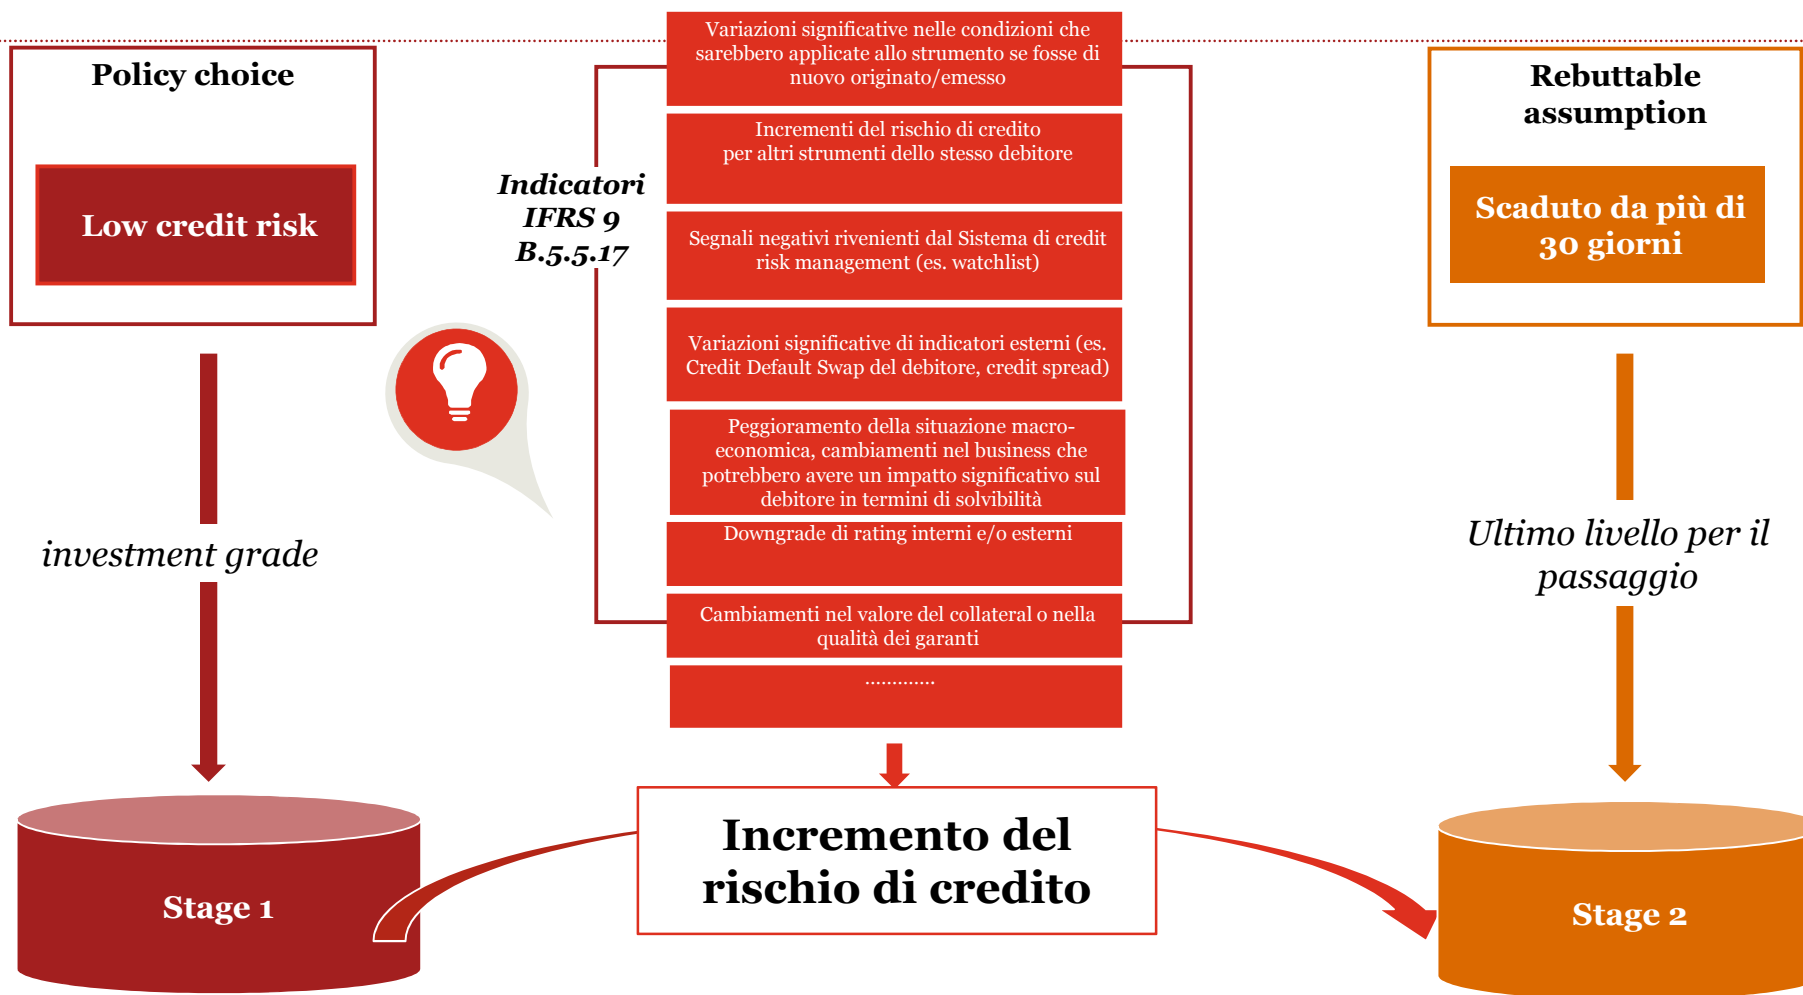 Policy choice
Low credit risk
investment grade
Stage 1
Indicatori
IFRS 9
B.5.5.17
Variazioni significative nelle condizioni che
sarebbero applicate allo strumento se fosse di
nuovo originato/emesso
Incrementi del rischio di credito
per altri strumenti dello stesso debitore
Segnali negativi rivenienti dal Sistema di credit
risk management (es. watchlist)
Variazioni significative di indicatori esterni (es.
Credit Default Swap del debitore, credit spread)
Peggioramento della situazione macro-
economica, cambiamenti nel business che
potrebbero avere un impatto significativo sul
debitore in termini di solvibilità
Downgrade di rating interni e/o esterni
Cambiamenti nel valore del collateral o nella
qualità dei garanti
.............
Incremento del
rischio di credito
Rebuttable
assumption
Scaduto da più di
30 giorni
Ultimo livello per il
passaggio
Stage 2